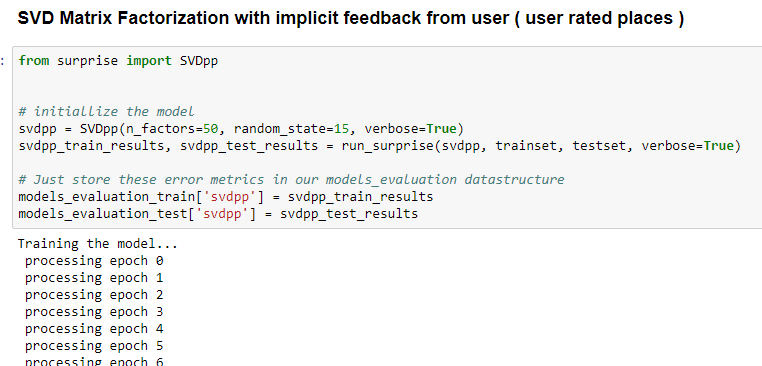 SVD Matrix Factorization with implicit feedback from user ( user rated places )
:
from surprise import SVDpp
# initiallize the model
svdpp = SVDpp(n_factors=50, random_state=15, verbose=True)
svdpp_train_results, svdpp_test_results = run_surprise(svdpp, trainset, testset, verbose=True)
# Just store these error metrics in our models_evaluation datastructure
models_evaluation_train['svdpp'] = svdpp_train_results
models_evaluation_test['svdpp'] = svdpp_test_results
Training the model...
processing epoch 0
processing epoch 1
processing epoch 2
processing epoch 3
processing epoch 4
processing epoch 5
processing epoch 6